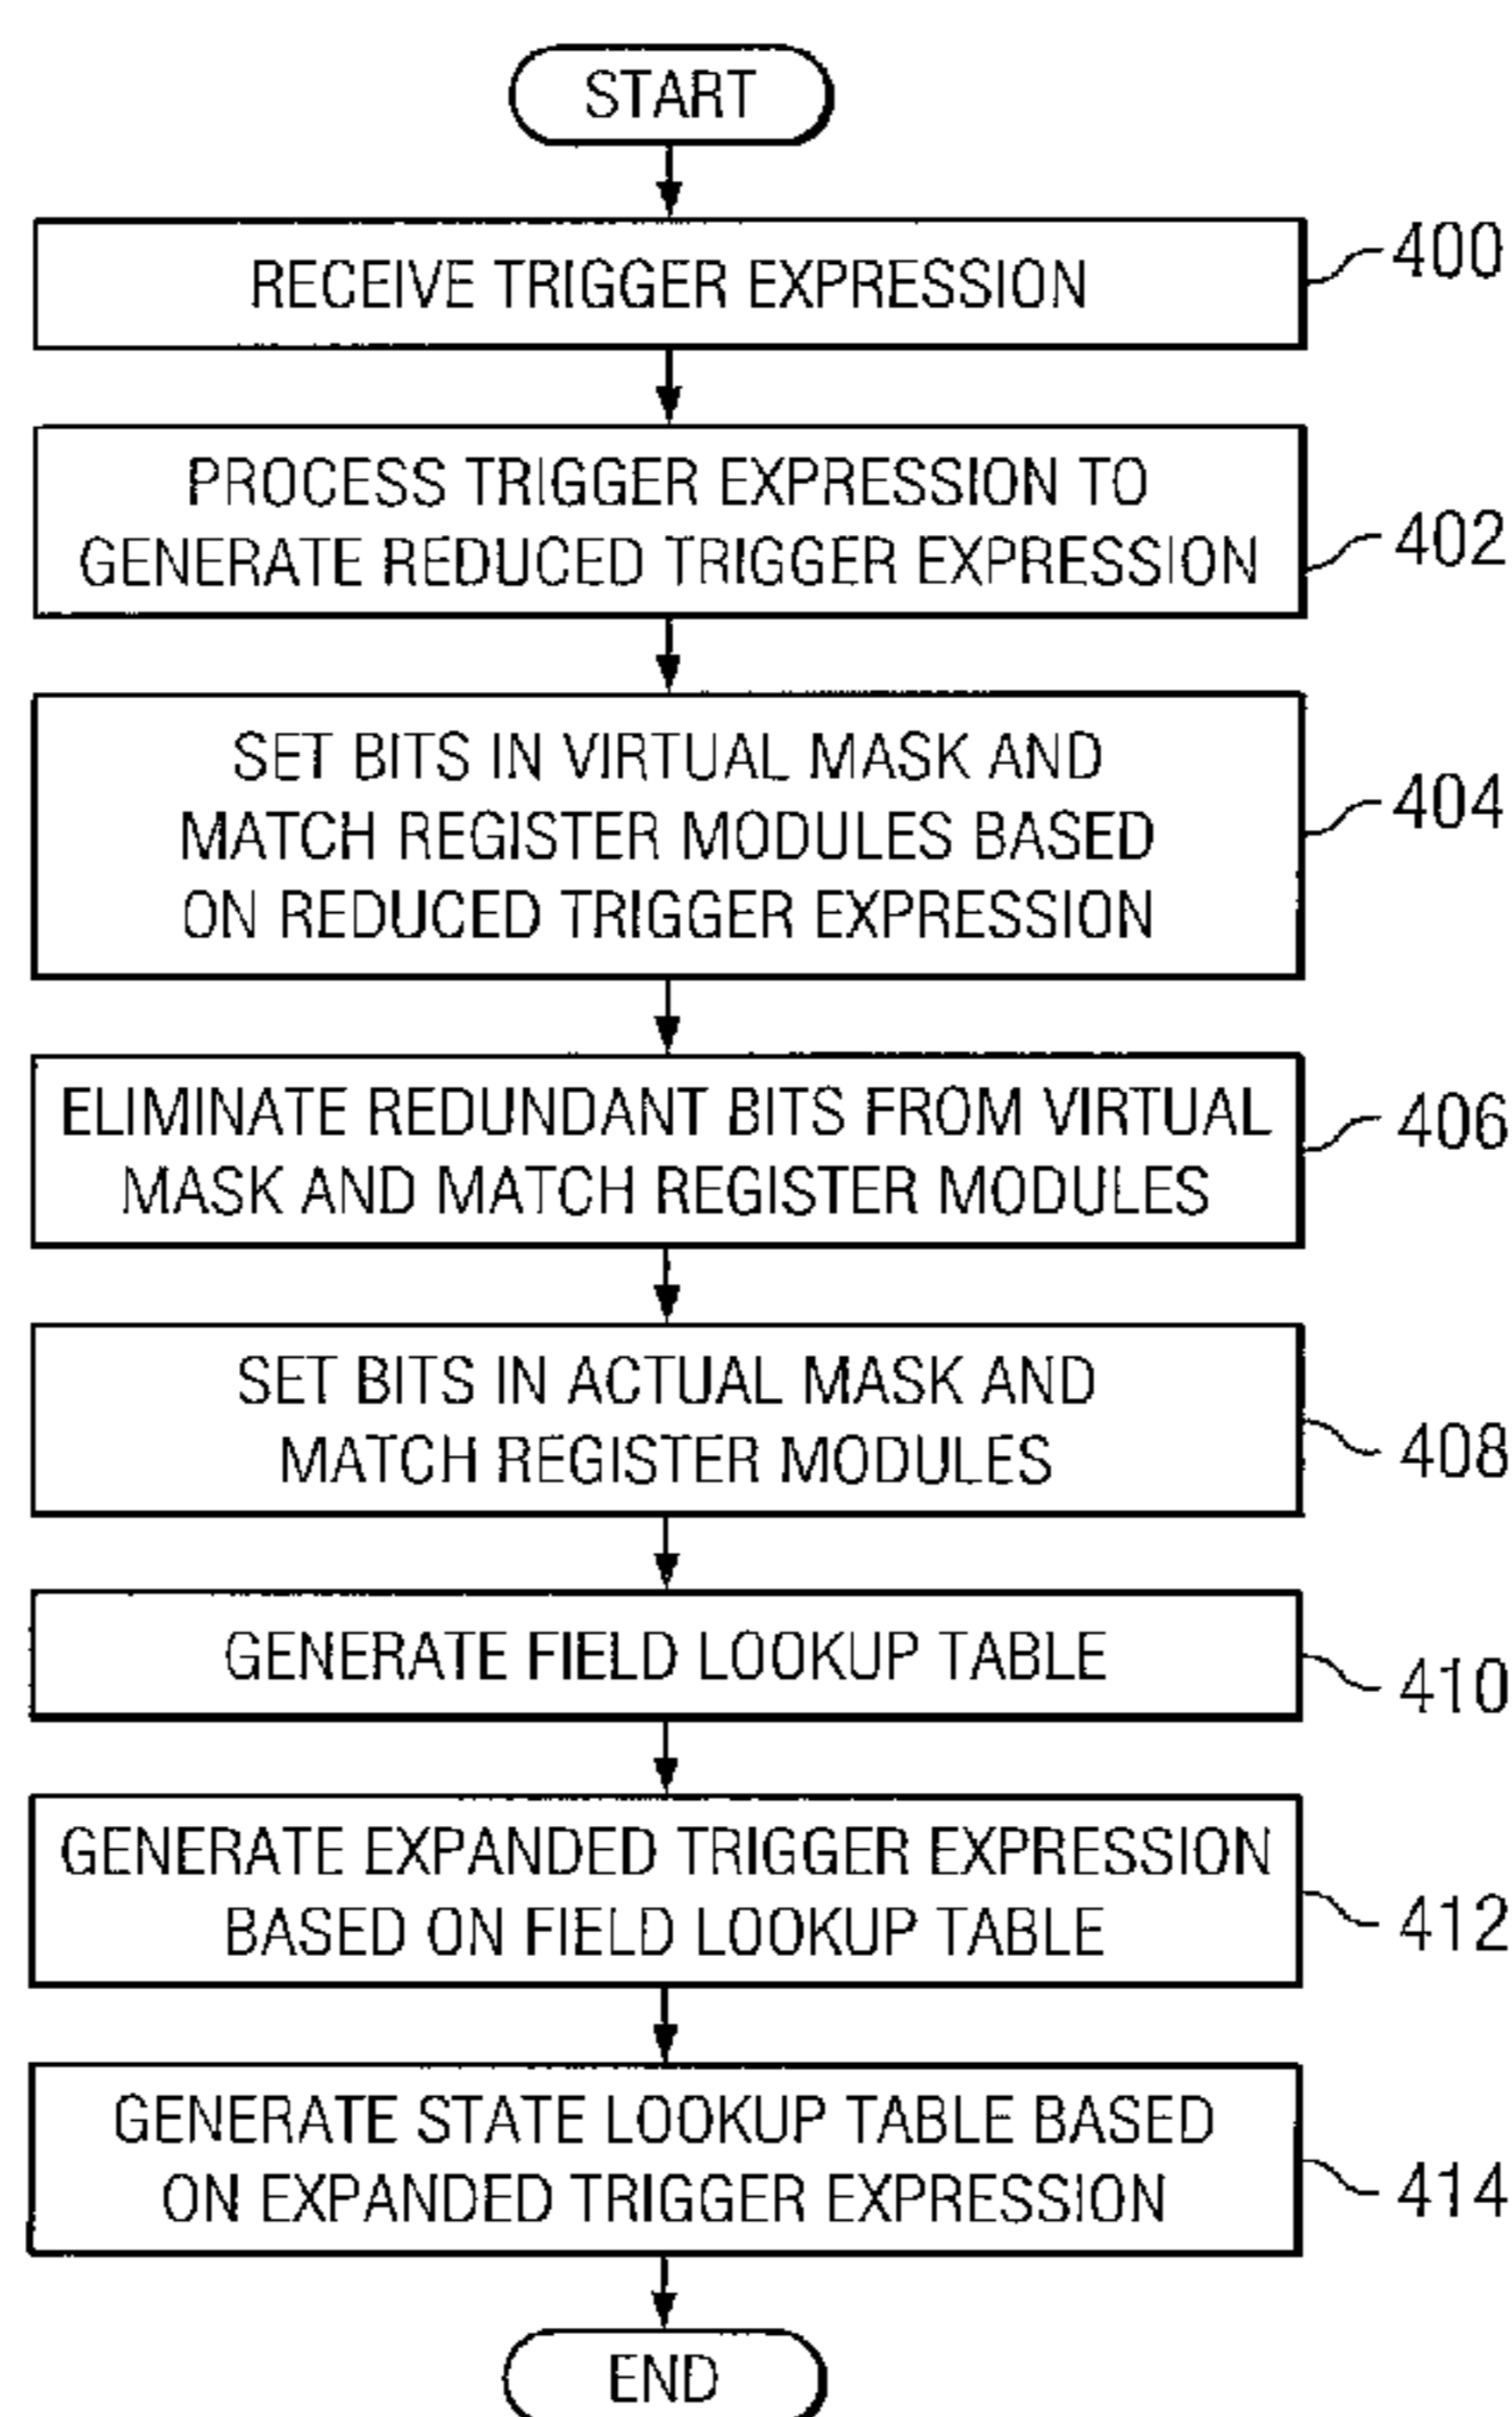 START
RECEIVE TRIGGER EXPRESSION
400
PROCESS TRIGGER EXPRESSION TO
GENERATE REDUCED TRIGGER EXPRESSION
402
SET BITS IN VIRTUAL MASK AND
MATCH REGISTER MODULES BASED
ON REDUCED TRIGGER EXPRESSION
404
ELIMINATE REDUNDANT BITS FROM VIRTUAL
MASK AND MATCH REGISTER MODULES
406
SET BITS IN ACTUAL MASK AND
MATCH REGISTER MODULES
408
GENERATE FIELD LOOKUP TABLE
410
GENERATE EXPANDED TRIGGER EXPRESSION
BASED ON FIELD LOOKUP TABLE
412
GENERATE STATE LOOKUP TABLE BASED
ON EXPANDED TRIGGER EXPRESSION
414
END